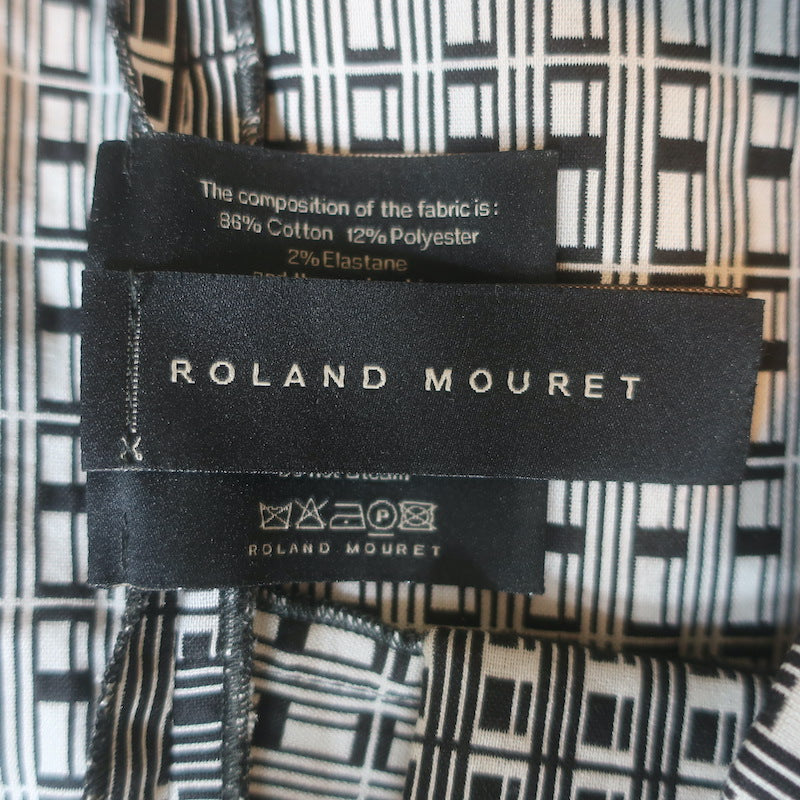 The composition of the fabric is:
86% Cotton 12% Polyester
2% Elastane
ROLAND MOURET
P
ROLAND MOURET